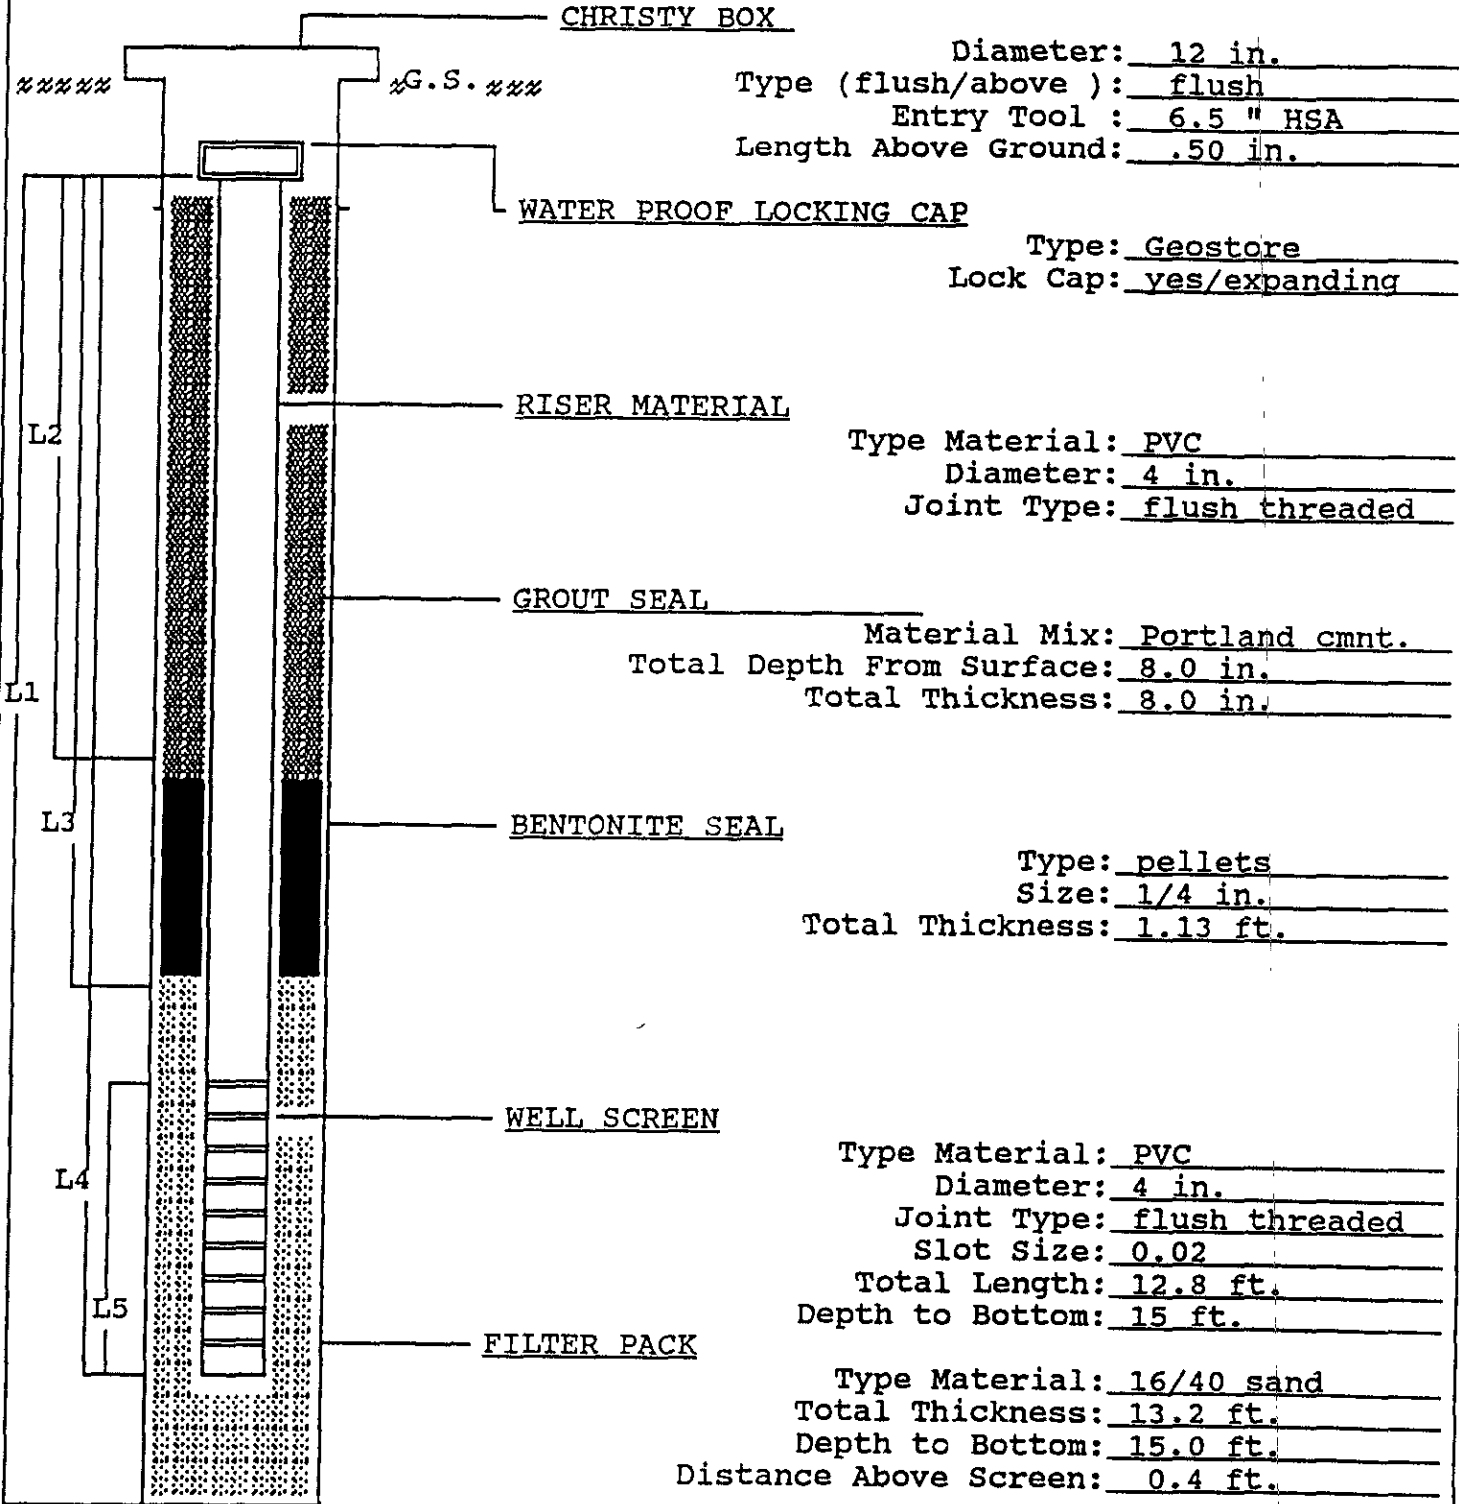 CHRISTY BOX
Diameter: 12 in.
G.S.
Type (flush/above ): flush
Entry Tool : 6.5 " HSA
Length Above Ground: .50 in.
WATER PROOF LOCKING CAP
Type: Geostore
Lock Cap: yes/expanding
RISER MATERIAL
L2
Type Material: PVC
Diameter: 4 in.
Joint Type: flush threaded
GROUT SEAL
Material Mix: Portland cmnt.
Total Depth From Surface: 8.0 in.
L1
Total Thickness: 8.0 in.
L3
BENTONITE SEAL
Type: pellets
Size: 1/4 in.
Total Thickness: 1.13 ft.
WELL SCREEN
Type Material: PVC
L4
Diameter: 4 in.
Joint Type: flush threaded
Slot Size: 0.02
Total Length: 12.8 ft.
L5
Depth to Bottom: 15 ft.
FILTER PACK
Type Material: 16/40 sand
Total Thickness: 13.2 ft.
Depth to Bottom: 15.0 ft.
Distance Above Screen: 0.4 ft.